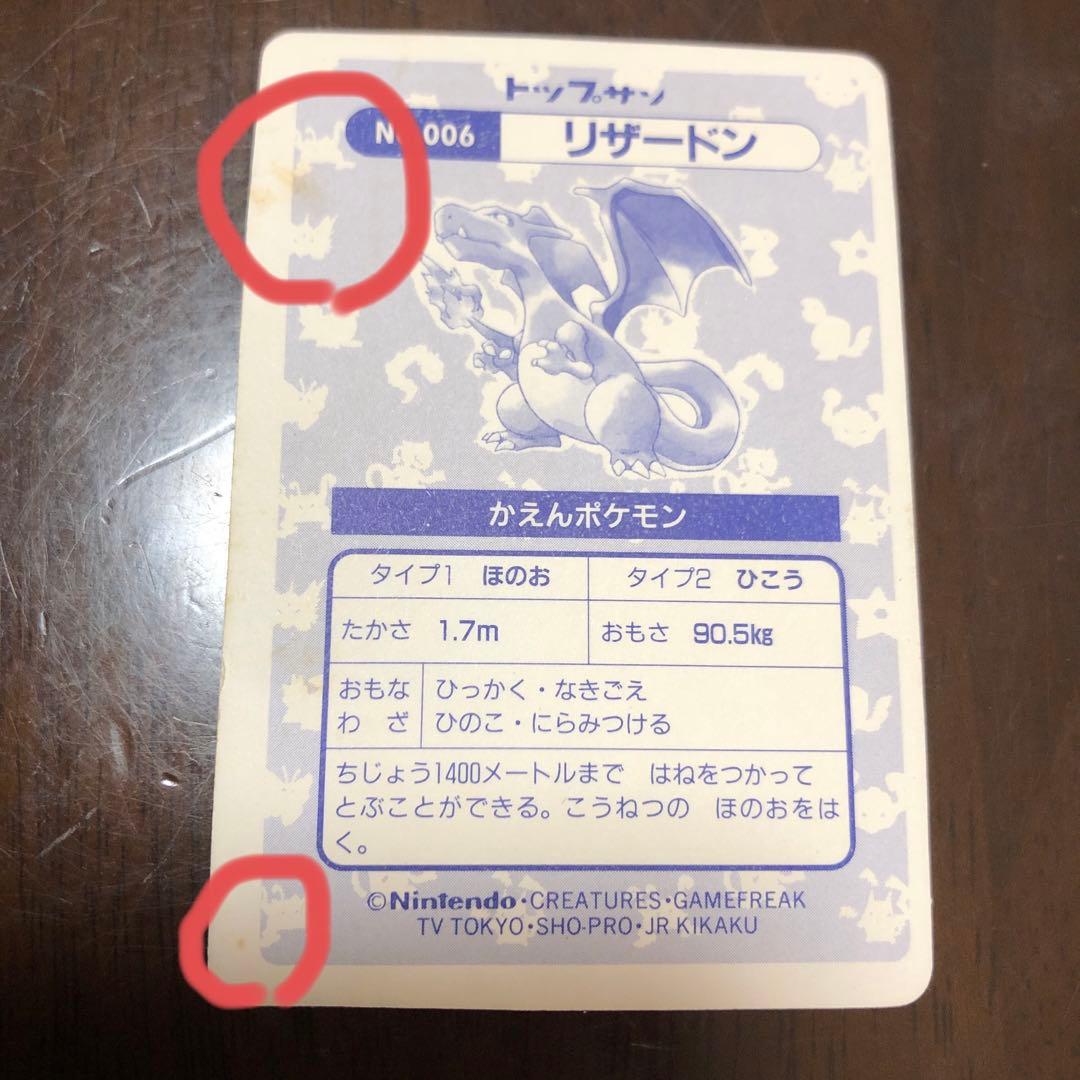 トップサン
No.006 リザードン
かえんポケモン
タイプ1 ほのお タイプ2 ひこう
たかさ 1.7m おもさ 90.5kg
おもな ひっかく・なきごえ
わざ ひのこ・にらみつける
ちじょう1400メートルまで はねをつかって
とぶことができる。こうねつの ほのおをは
く。
©Nintendo・CREATURES・GAMEFREAK
TV TOKYO・SHO-PRO・JR KIKAKU